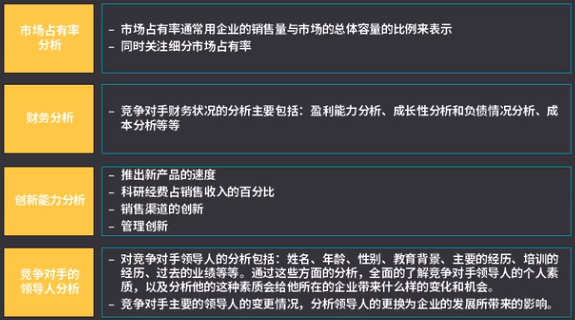 市场占有率
分析
– 市场占有率通常用企业的销售量与市场的总体容量的比例来表示
– 同时关注细分市场占有率
财务分析
– 竞争对手财务状况的分析主要包括：盈利能力分析、成长性分析和负债情况分析、成
本分析等等
创新能力分析
– 推出新产品的速度
– 科研经费占销售收入的百分比
– 销售渠道的创新
– 管理创新
竞争对手的
领导人分析
– 对竞争对手领导人的分析包括：姓名、年龄、性别、教育背景、主要的经历、培训的
经历、过去的业绩等等。通过这些方面的分析，全面的了解竞争对手领导人的个人素
质，以及分析他的这种素质会给他所在的企业带来什么样的变化和机会。
– 竞争对手主要的领导人的变更情况，分析领导人的更换为企业的发展所带来的影响。